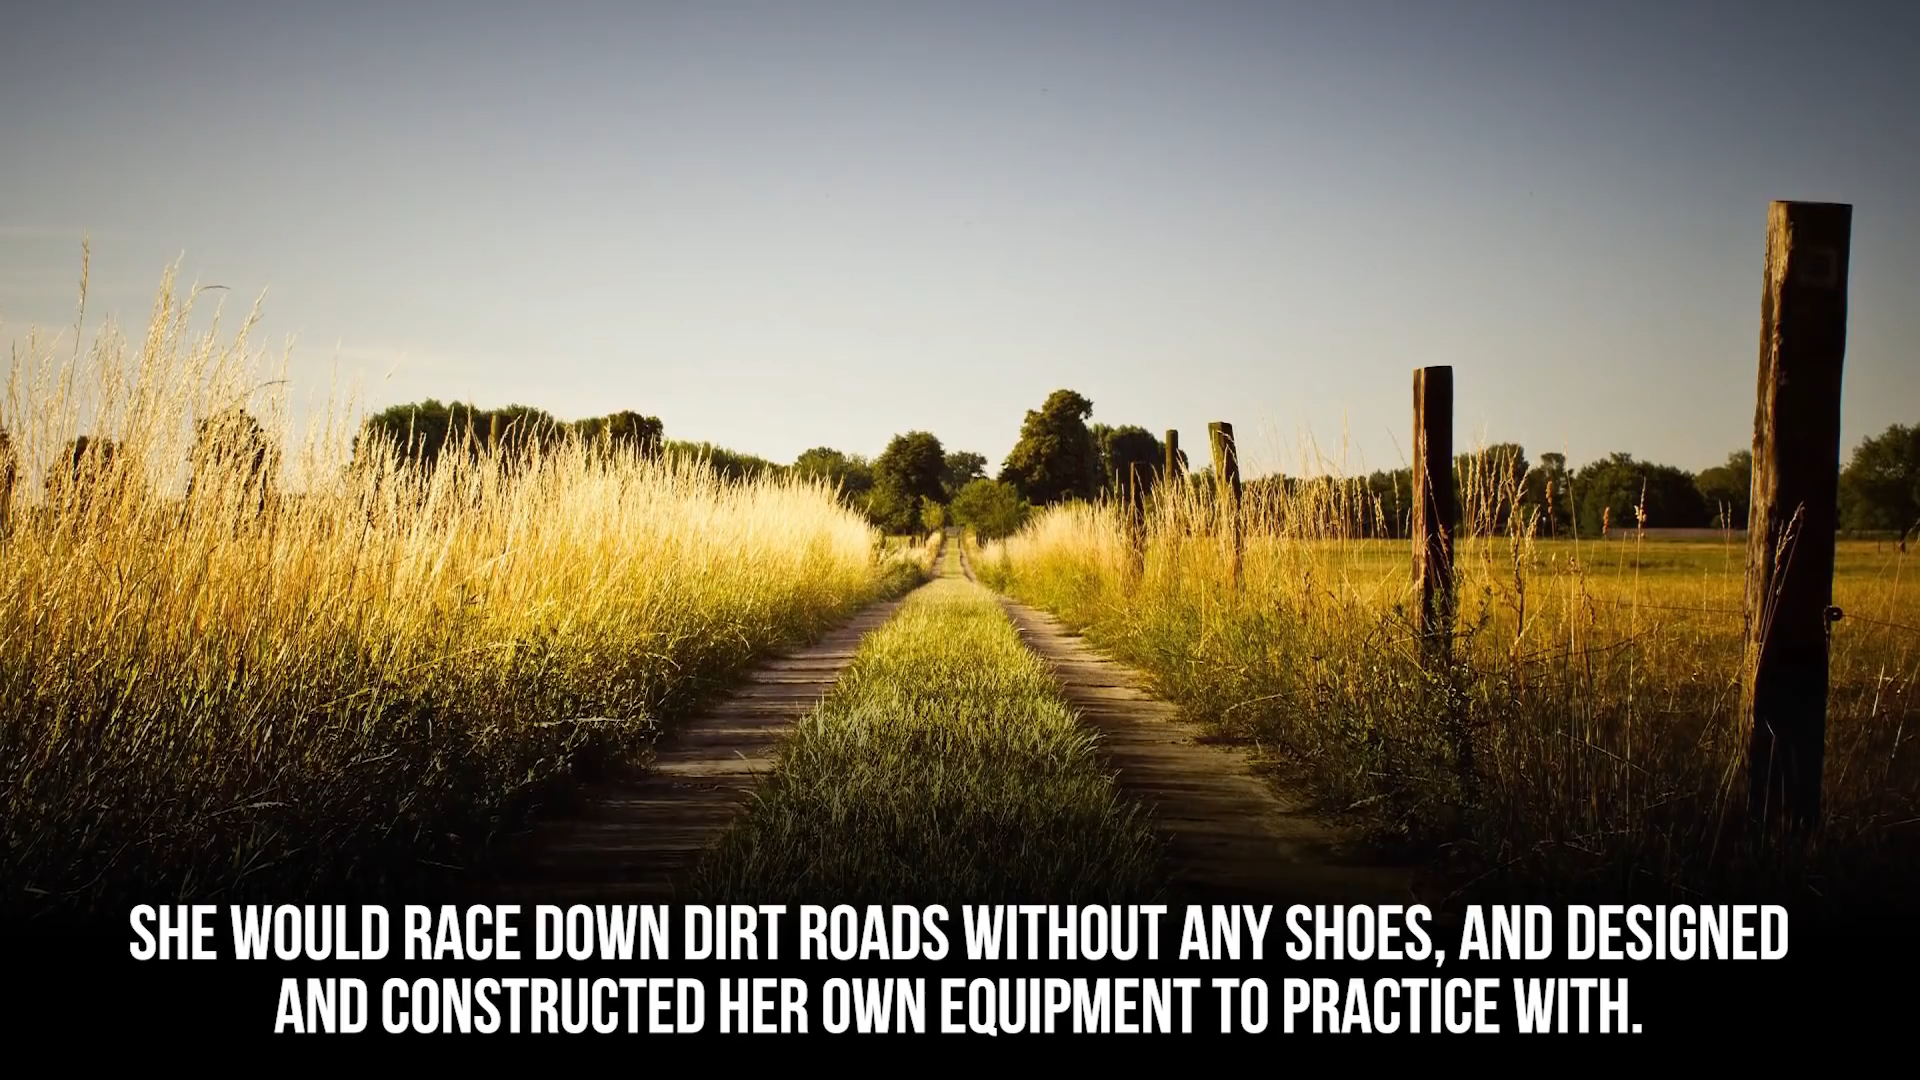 SHE WOULD RACE DOWN DIRT ROADS WITHOUT ANY SHOES, AND DESIGNED
AND CONSTRUCTED HER OWN EQUIPMENT TO PRACTICE WITH.